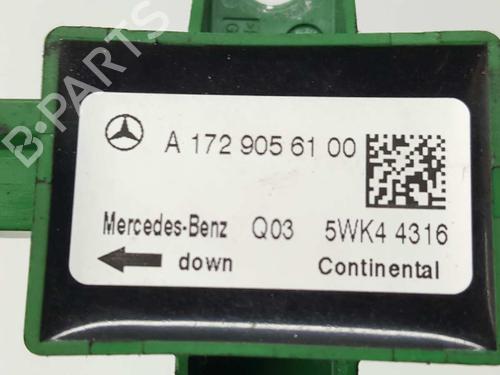 A 172 905 61 00
Mercedes-Benz Q03 5WK4 4316
down Continental
B-PARTS